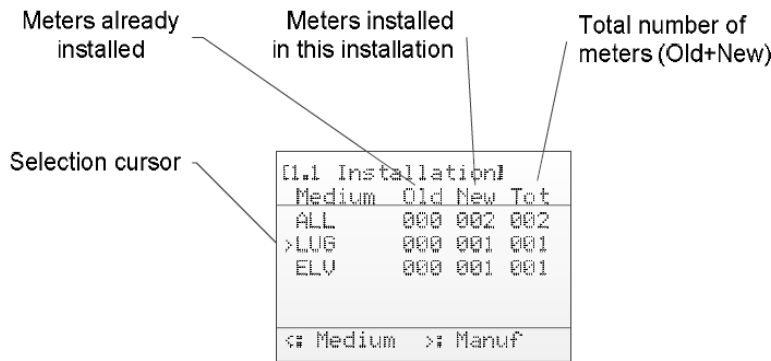 Meters already
installed
Meters installed
in this installation
Total number of
meters (Old+New)
Selection cursor
[1.1 Installation]
Medium Old New Tot
ALL 000 002 002
>LUG 000 001 001
ELV 000 001 001
<: Medium >: Manuf